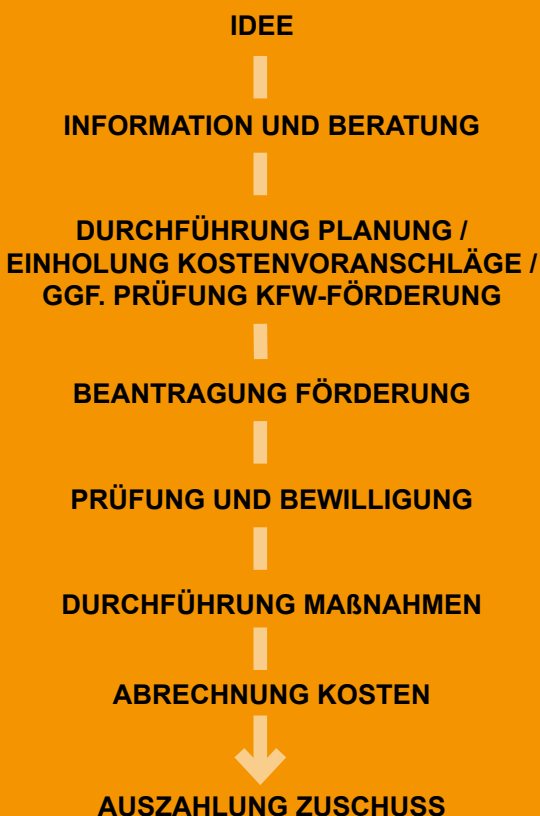 IDEE
INFORMATION UND BERATUNG
DURCHFÜHRUNG PLANUNG /
EINHOLUNG KOSTENVORANSCHLÄGE /
GGF. PRÜFUNG KFW-FÖRDERUNG
BEANTRAGUNG FÖRDERUNG
PRÜFUNG UND BEWILLIGUNG
DURCHFÜHRUNG MAßNAHMEN
ABRECHNUNG KOSTEN
AUSZAHLUNG ZUSCHUSS